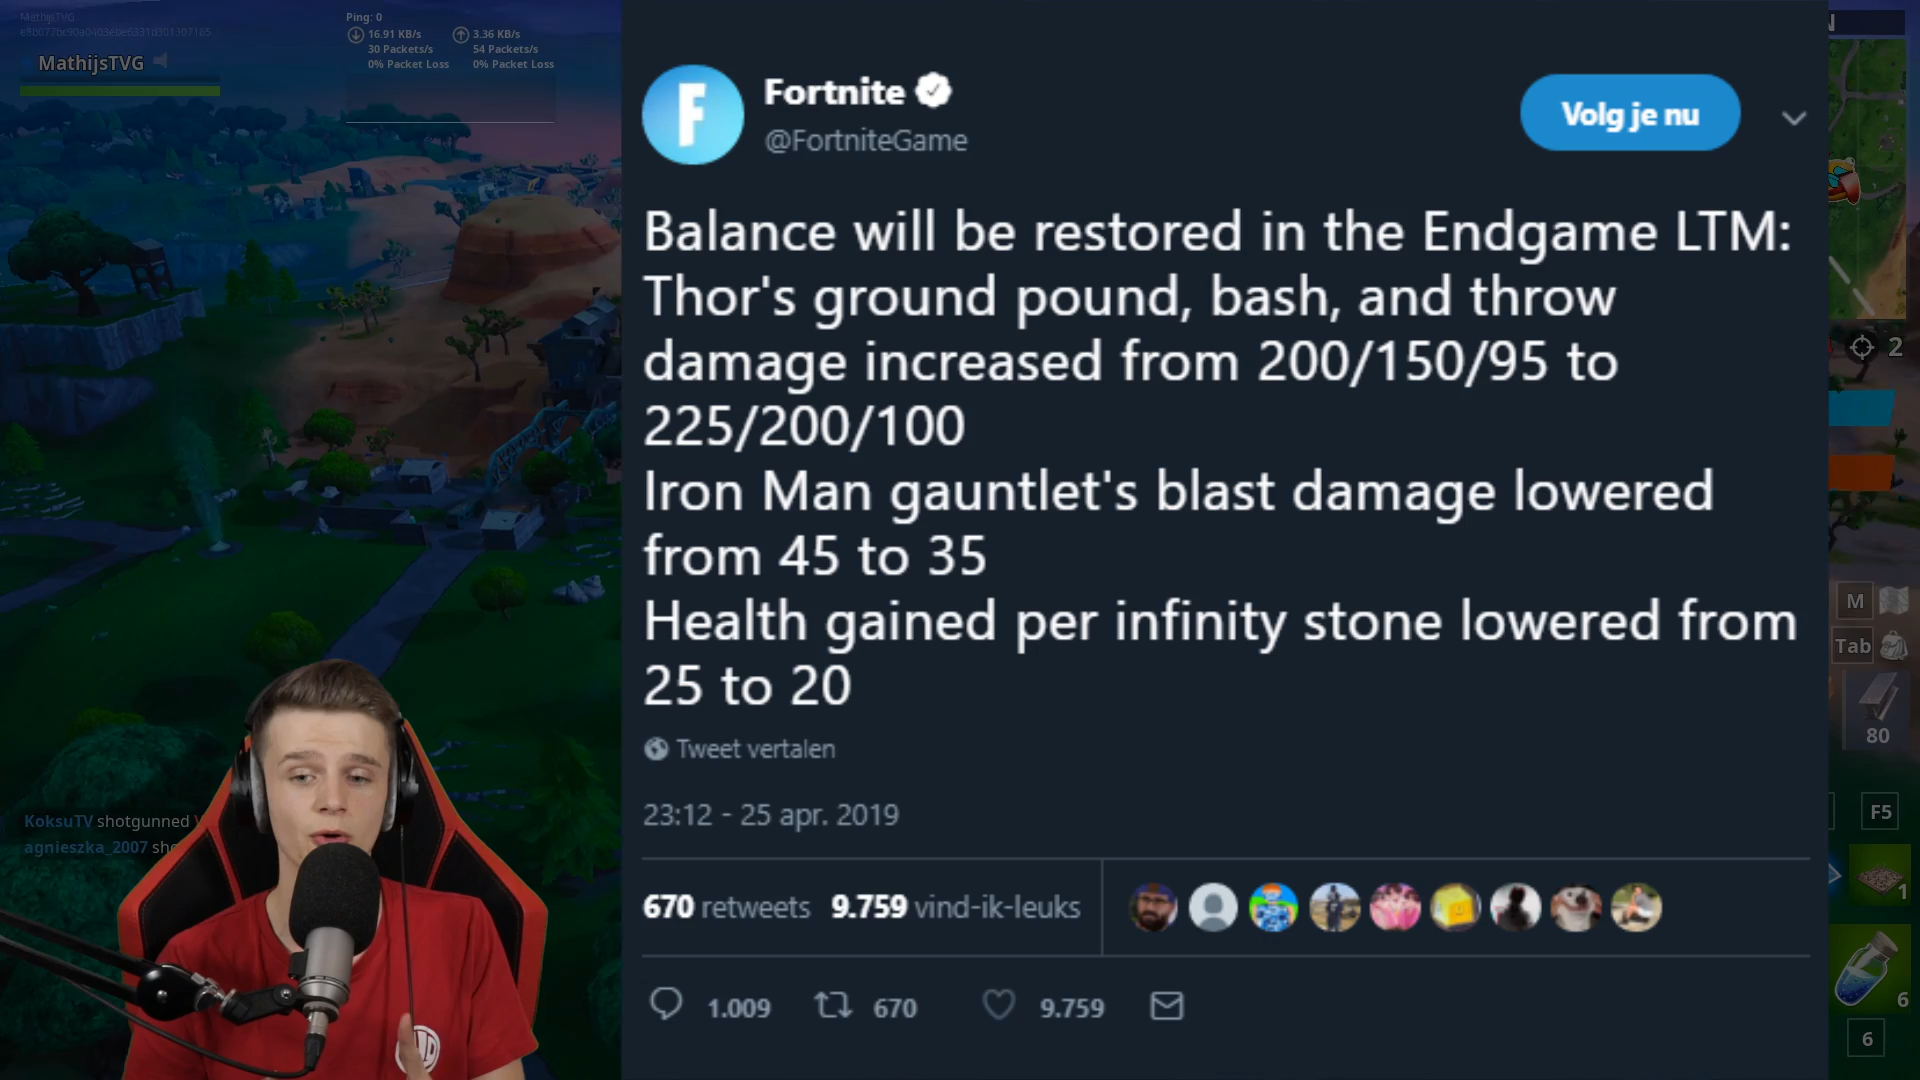 MathijsTVG
Ping: 0
16.91 KB/s
3.36 KB/s
30 Packets/s
54 Packets/s
0% Packet Loss
0% Packet Loss
MathijsTVG
N
Fortnite
@FortniteGame
Volg je nu
Balance will be restored in the Endgame LTM:
Thor's ground pound, bash, and throw
damage increased from 200/150/95 to
225/200/100
Iron Man gauntlet's blast damage lowered
from 45 to 35
Health gained per infinity stone lowered from
25 to 20
Tweet vertalen
23:12 - 25 apr. 2019
670 retweets 9.759 vind-ik-leuks
1.009 670 9.759
2
M
Tab
80
F5
1
6
6
KoksuTV shotgunned
agnieszka_2007